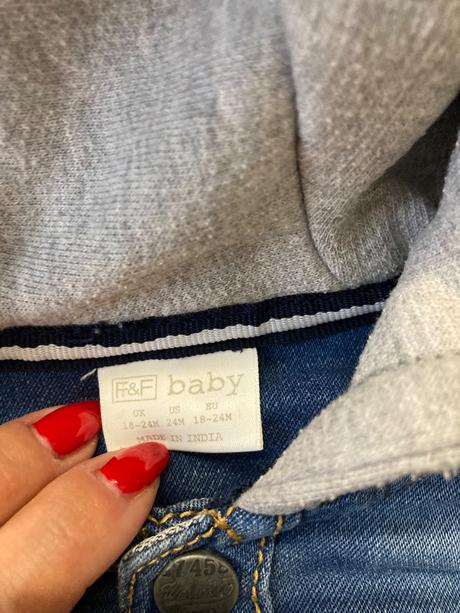 F&F baby
UK US EU
18-24M 24M 18-24M
MADE IN INDIA